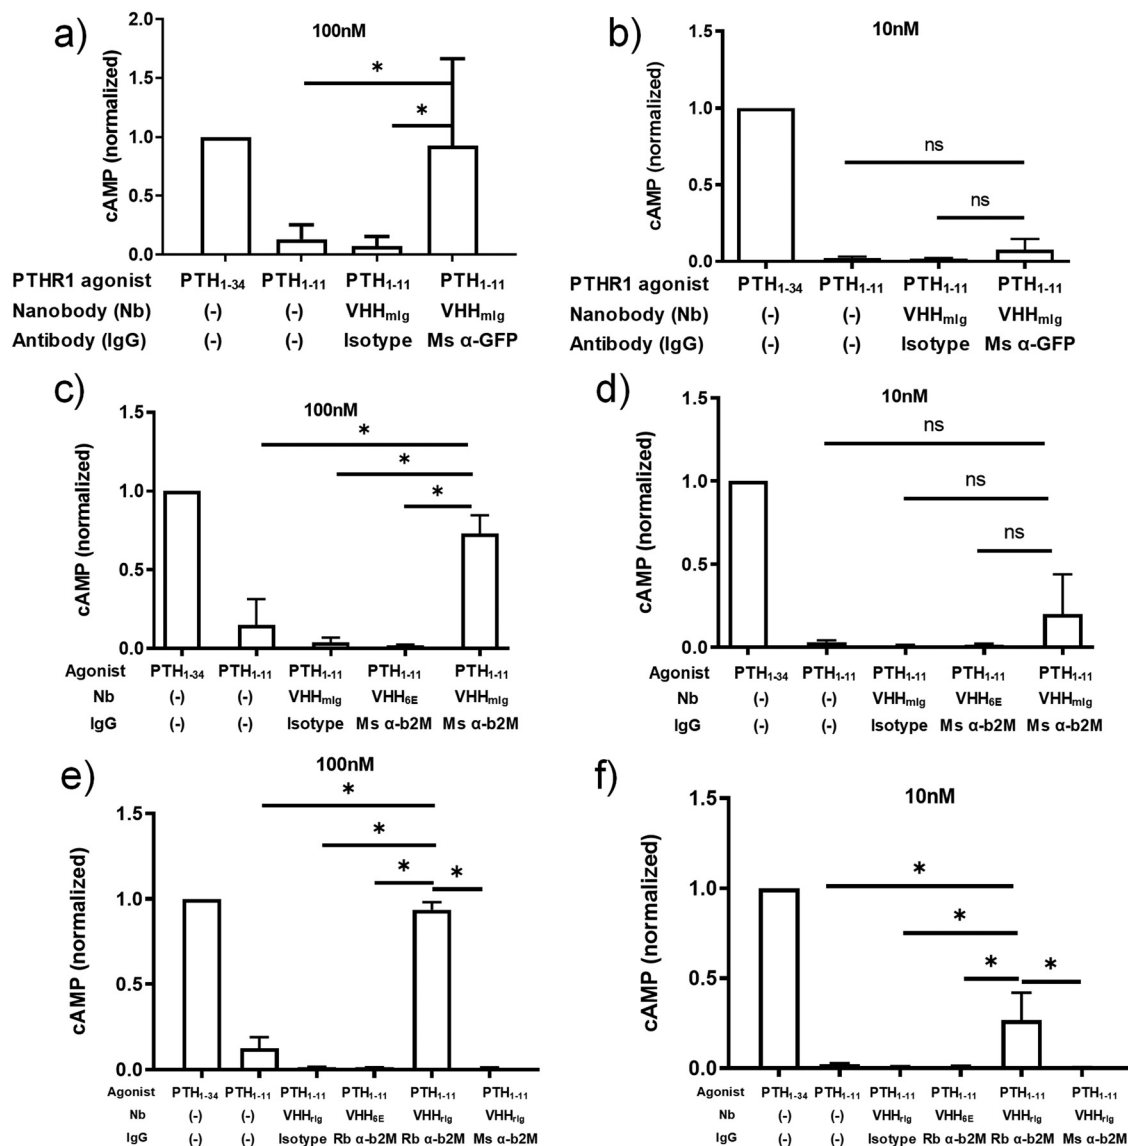 a)
100nM
cAMP (normalized)
2.0
1.5
1.0
0.5
0.0
*
*
PTHR1 agonist PTH1-34 PTH1-11 PTH1-11 PTH1-11
Nanobody (Nb) (-) (-) VHHmIg VHHmIg
Antibody (IgG) (-) (-) Isotype Ms α-GFP
b)
10nM
cAMP (normalized)
1.5
1.0
0.5
0.0
ns
ns
PTHR1 agonist PTH1-34 PTH1-11 PTH1-11 PTH1-11
Nanobody (Nb) (-) (-) VHHmIg VHHmIg
Antibody (IgG) (-) (-) Isotype Ms α-GFP
c)
100nM
cAMP (normalized)
1.5
1.0
0.5
0.0
*
*
*
Agonist PTH1-34 PTH1-11 PTH1-11 PTH1-11 PTH1-11
Nb (-) (-) VHHmIg VHH6E VHHmIg
IgG (-) (-) Isotype Ms α-b2M Ms α-b2M
d)
10nM
cAMP (normalized)
1.5
1.0
0.5
0.0
ns
ns
ns
Agonist PTH1-34 PTH1-11 PTH1-11 PTH1-11 PTH1-11
Nb (-) (-) VHHmIg VHH6E VHHmIg
IgG (-) (-) Isotype Ms α-b2M Ms α-b2M
e)
100nM
cAMP (normalized)
1.5
1.0
0.5
0.0
*
*
*
*
Agonist PTH1-34 PTH1-11 PTH1-11 PTH1-11 PTH1-11 PTH1-11
Nb (-) (-) VHHrIg VHH6E VHHrIg VHHrIg
IgG (-) (-) Isotype Rb α-b2M Rb α-b2M Ms α-b2M
f)
10nM
cAMP (normalized)
1.5
1.0
0.5
0.0
*
*
*
*
Agonist PTH1-34 PTH1-11 PTH1-11 PTH1-11 PTH1-11 PTH1-11
Nb (-) (-) VHHrIg VHH6E VHHrIg VHHrIg
IgG (-) (-) Isotype Rb α-b2M Rb α-b2M Ms α-b2M